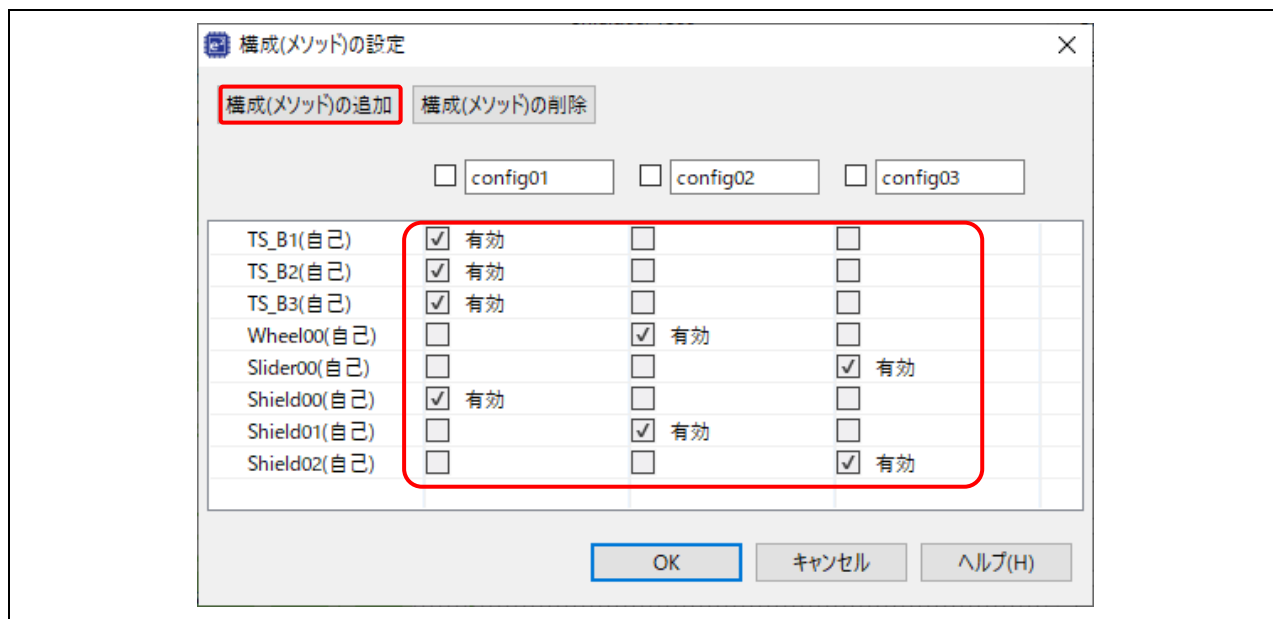 構成(メソッド)の設定
構成(メソッド)の追加 構成(メソッド)の削除
config01 config02 config03
TS_B1(自己) 有効
TS_B2(自己) 有効
TS_B3(自己) 有効
Wheel00(自己) 有効
Slider00(自己) 有効
Shield00(自己) 有効
Shield01(自己) 有効
Shield02(自己) 有効
OK キャンセル ヘルプ(H)